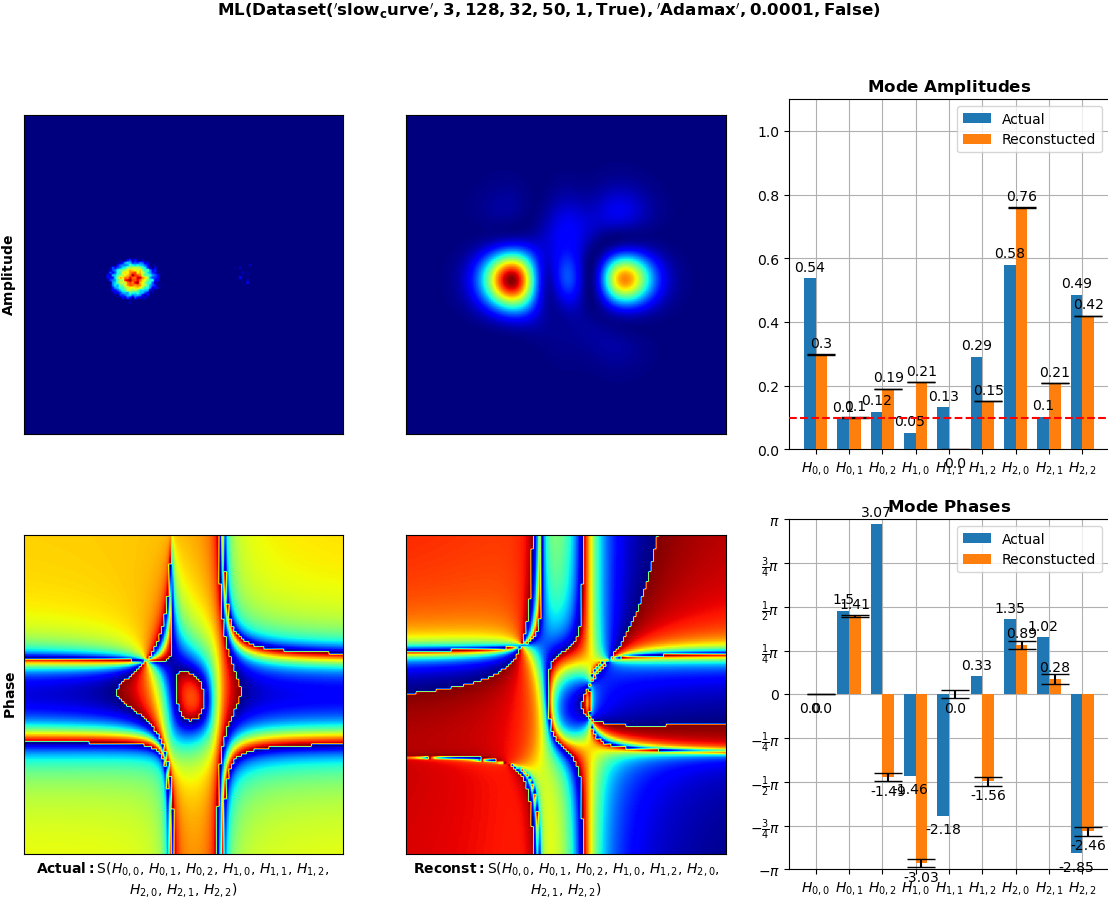 ML(Dataset(′slow_curve′, 3, 128, 32, 50, 1, True), ′Adamax′, 0.0001, False)
Amplitude
Mode Amplitudes
Actual
Reconstucted
1.0
0.8
0.6
0.4
0.2
0.0
0.54
0.3
0.1
0.1
0.12
0.19
0.05
0.21
0.13
0.0
0.29
0.15
0.58
0.76
0.1
0.21
0.49
0.42
H0,0 H0,1 H0,2 H1,0 H1,1 H1,2 H2,0 H2,1 H2,2
Phase
Actual: S(H0,0, H0,1, H0,2, H1,0, H1,1, H1,2,
H2,0, H2,1, H2,2)
Reconst: S(H0,0, H0,1, H0,2, H1,0, H1,2, H2,0,
H2,1, H2,2)
Mode Phases
Actual
Reconstucted
π
3/4π
1/2π
1/4π
0
−1/4π
−1/2π
−3/4π
−π
0.0
0.0
1.5
1.41
3.07
-1.49
-1.46
-3.03
-2.18
0.0
0.33
-1.56
1.35
0.89
1.02
0.28
-2.85
-2.46
H0,0 H0,1 H0,2 H1,0 H1,1 H1,2 H2,0 H2,1 H2,2